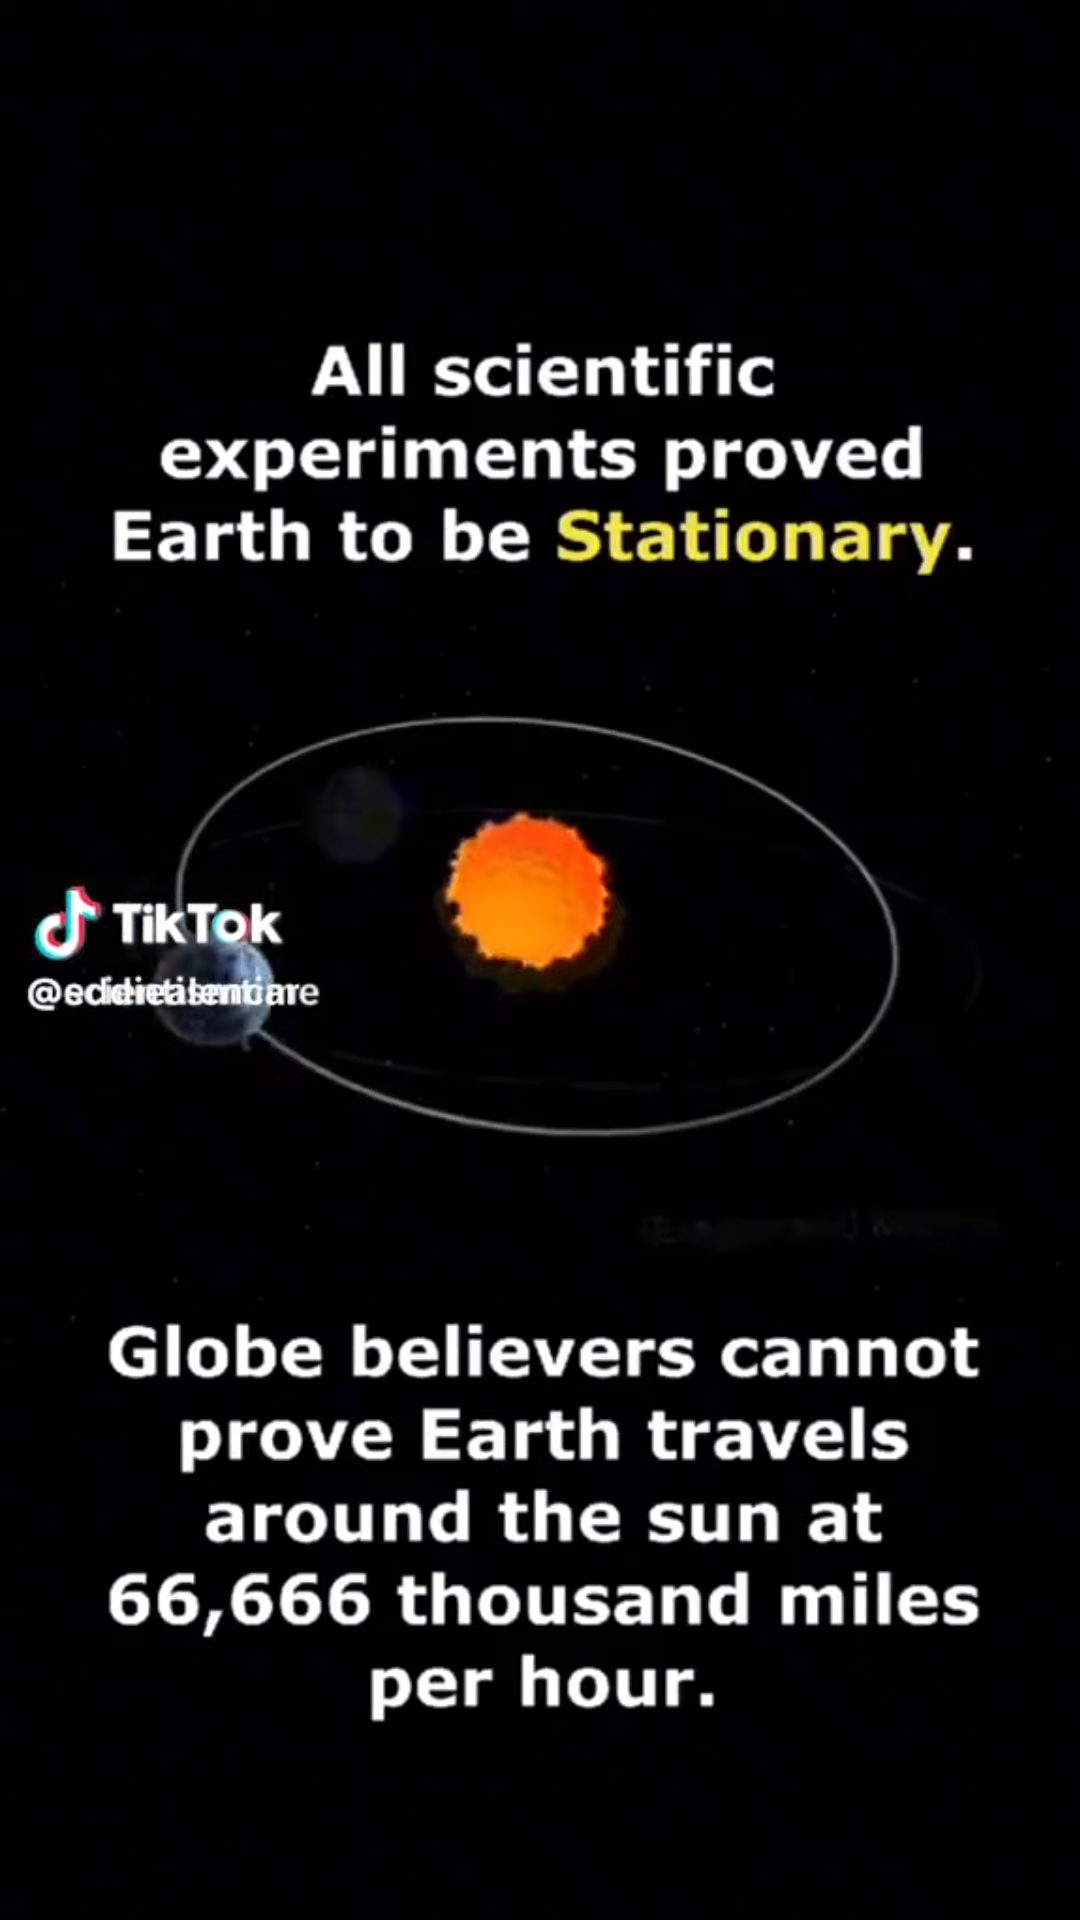 All scientific
experiments proved
Earth to be Stationary.
TikTok
Globe believers cannot
prove Earth travels
around the sun at
66,666 thousand miles
per hour.